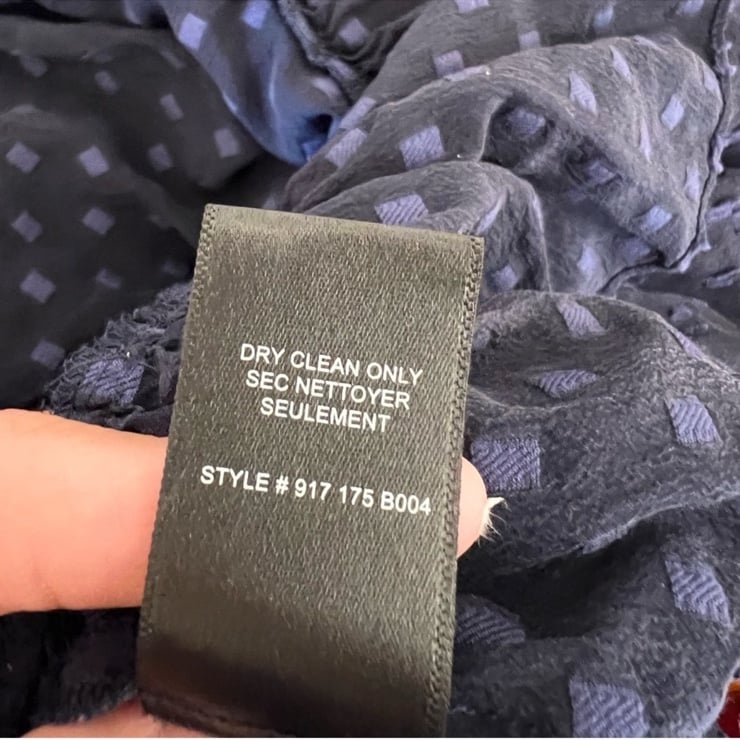 DRY CLEAN ONLY
SEC NETTOYER
SEULEMENT
STYLE # 917 175 B004